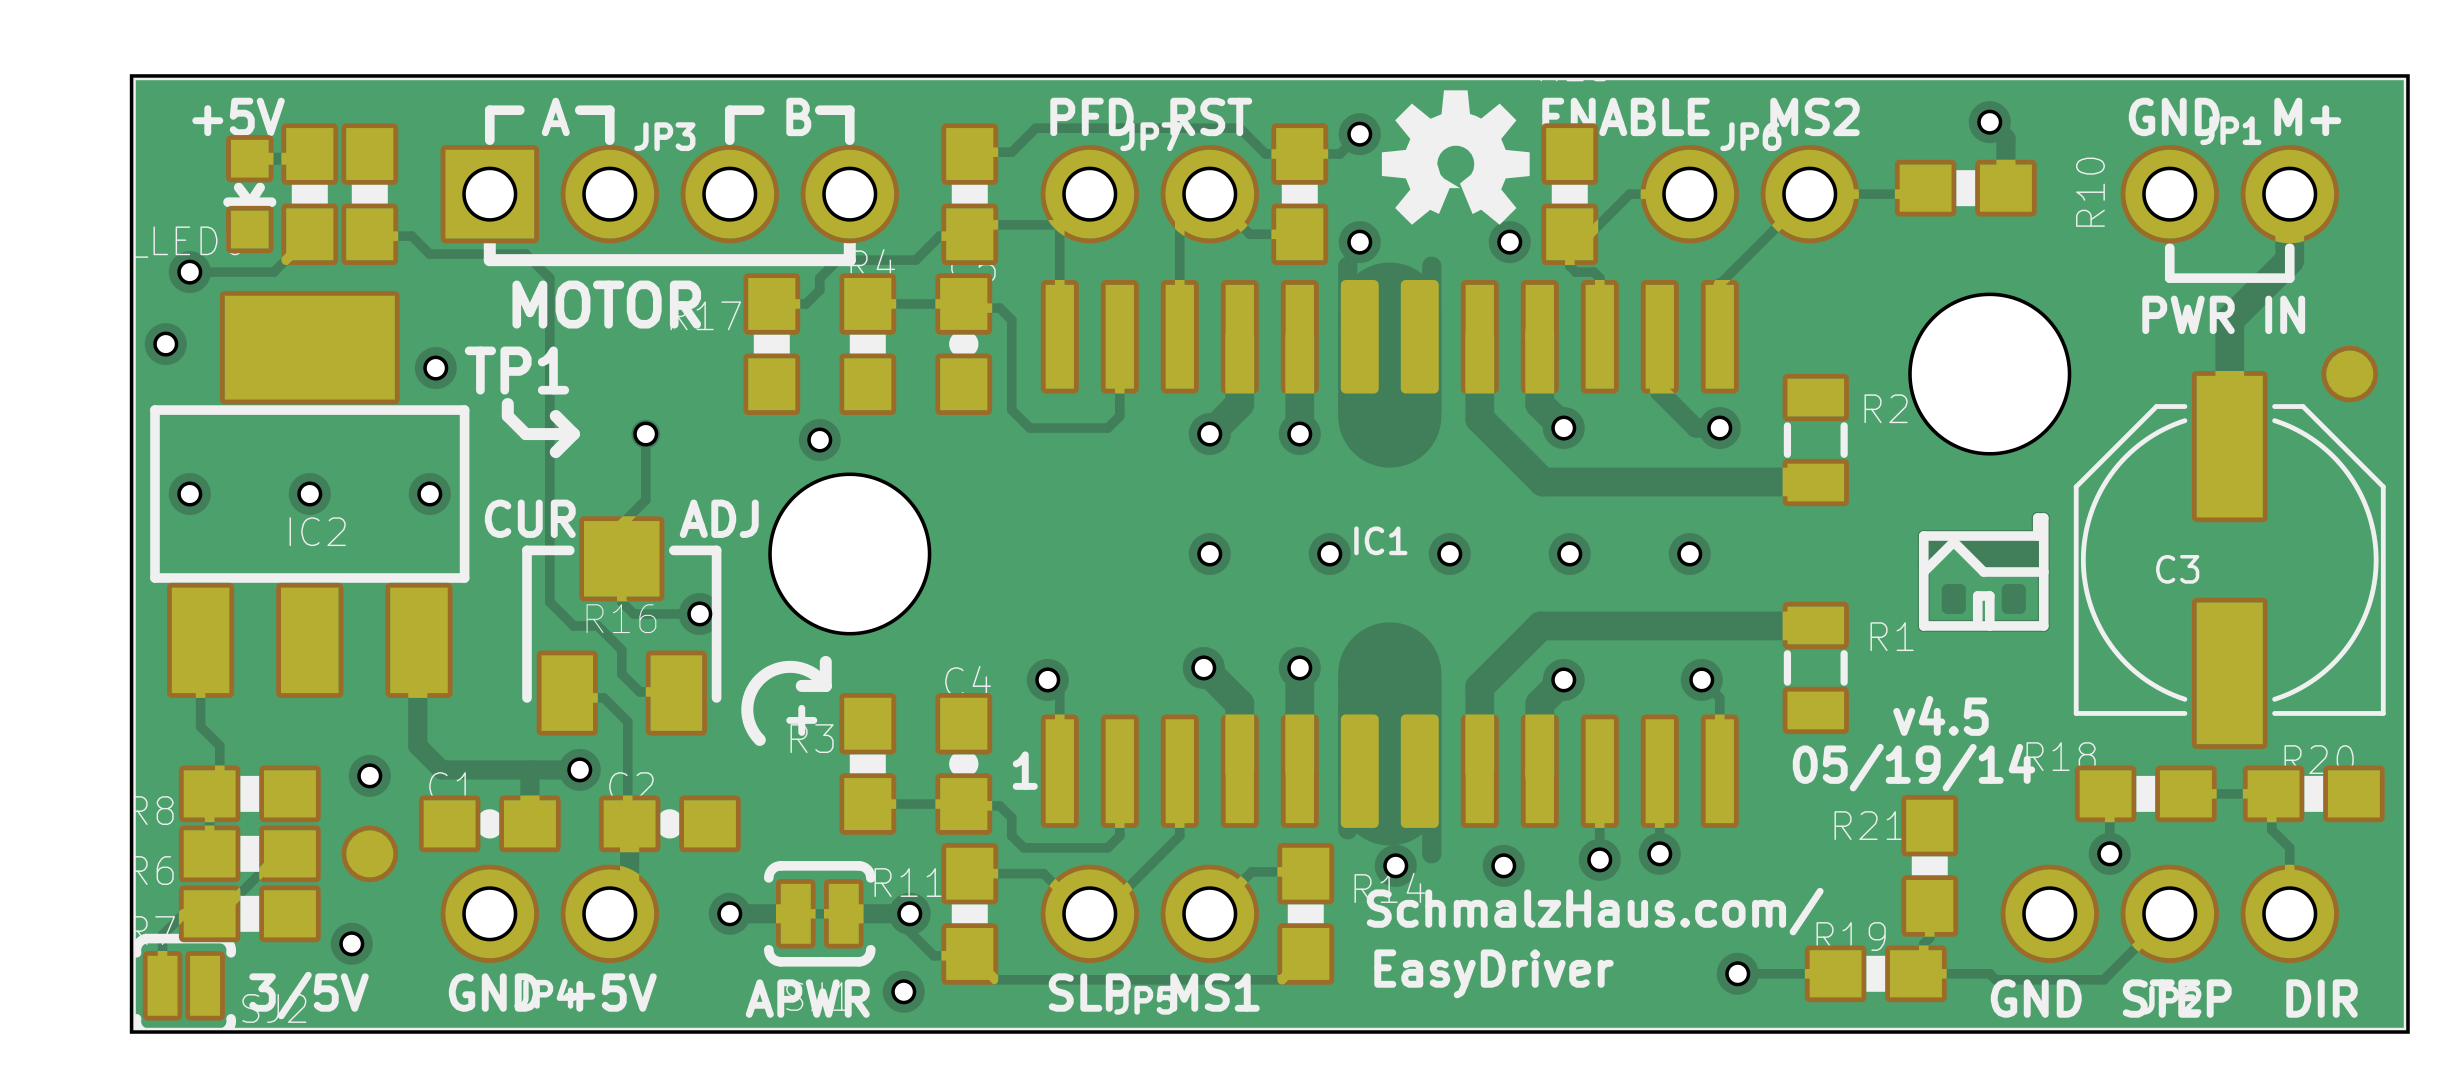 +5V
A
B
JP3
PFD
JP7
RST
ENABLE
JP6
MS2
GND
JP1
M+
R10
LED
R4
R17
MOTOR
PWR IN
TP1
R2
CUR
ADJ
IC2
IC1
C3
R16
R1
C4
+
R3
1
v4.5
05/19/14
R18
R20
C1
C2
R8
R21
R6
R11
R14
SchmalzHaus.com/
R7
R19
EasyDriver
3/5V
SJ2
GND
JP4
+5V
APWR
SJ1
SLP
JP5
MS1
GND
STEP
JP2
DIR